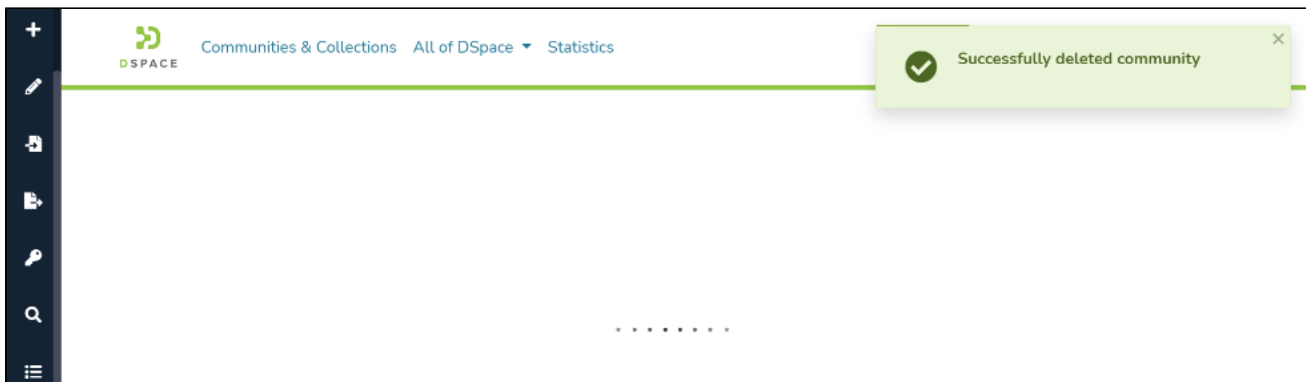 DSPACE
Communities & Collections All of DSpace Statistics
Successfully deleted community